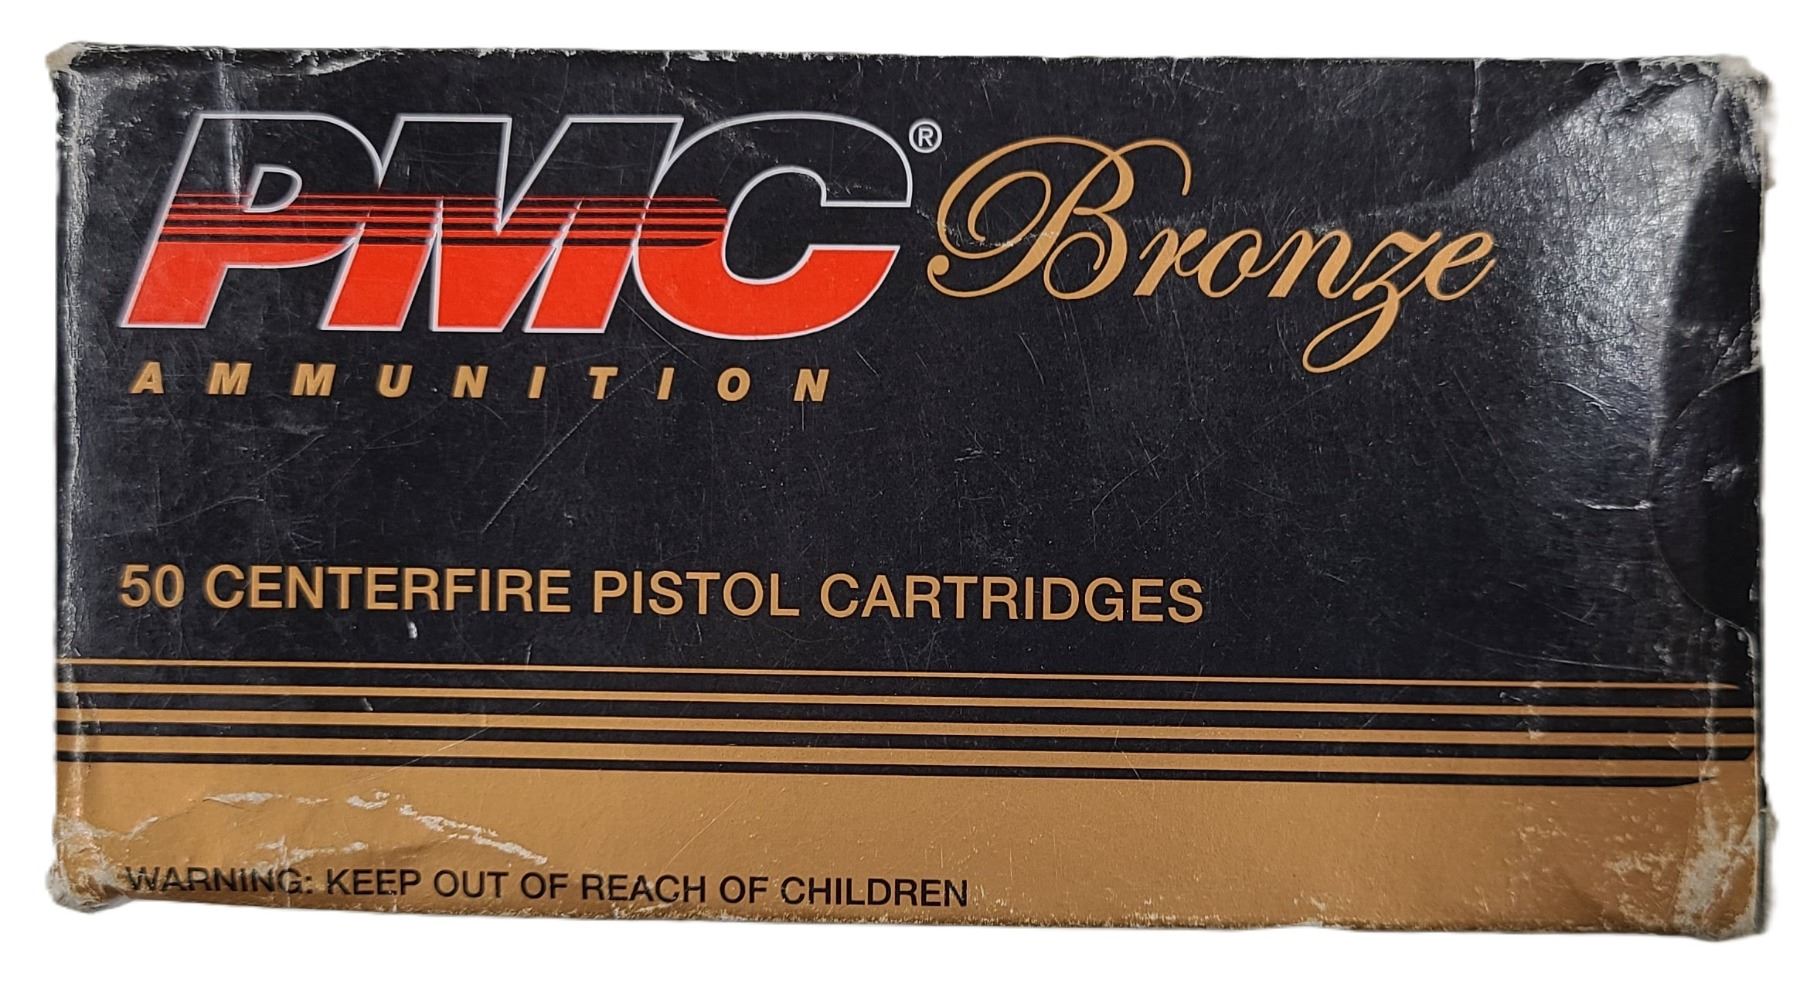 PMC® Bronze
AMMUNITION
50 CENTERFIRE PISTOL CARTRIDGES
WARNING: KEEP OUT OF REACH OF CHILDREN